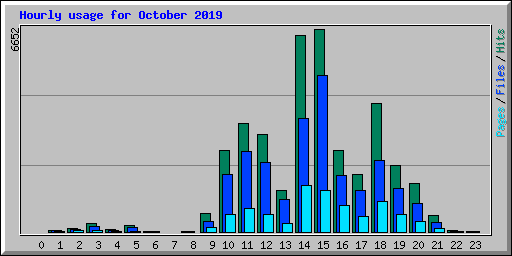 Hourly usage for October 2019
6652
Pages / Files / Hits
0 1 2 3 4 5 6 7 8 9 10 11 12 13 14 15 16 17 18 19 20 21 22 23